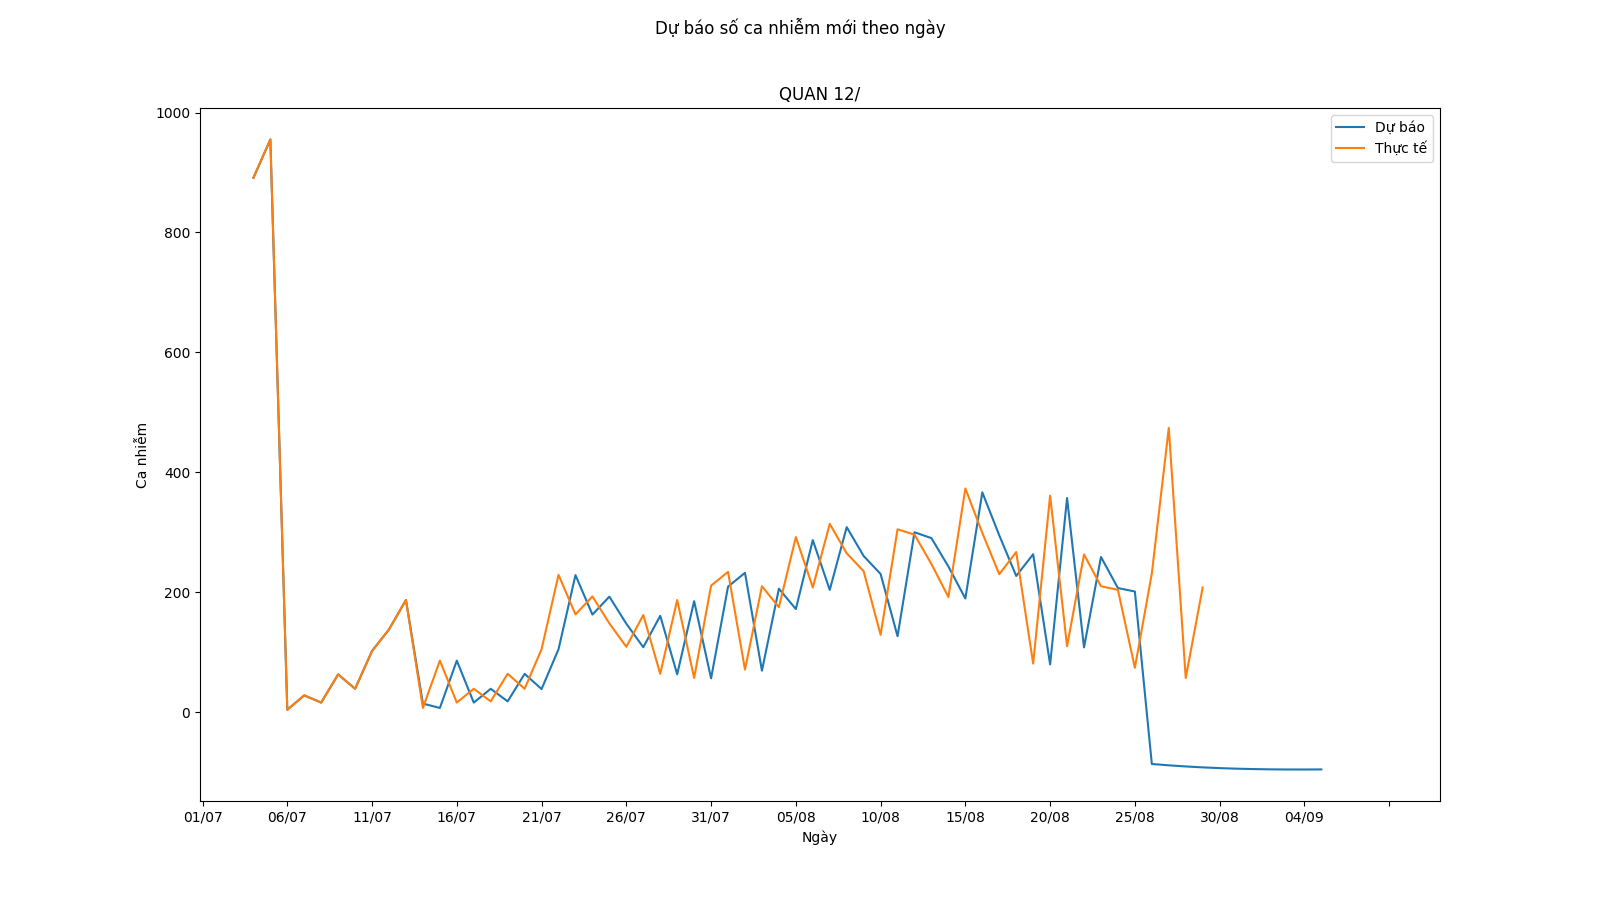 Dự báo số ca nhiễm mới theo ngày
QUAN 12/
Dự báo
Thực tế
Ca nhiễm
1000
800
600
400
200
0
01/07 06/07 11/07 16/07 21/07 26/07 31/07 05/08 10/08 15/08 20/08 25/08 30/08 04/09
Ngày